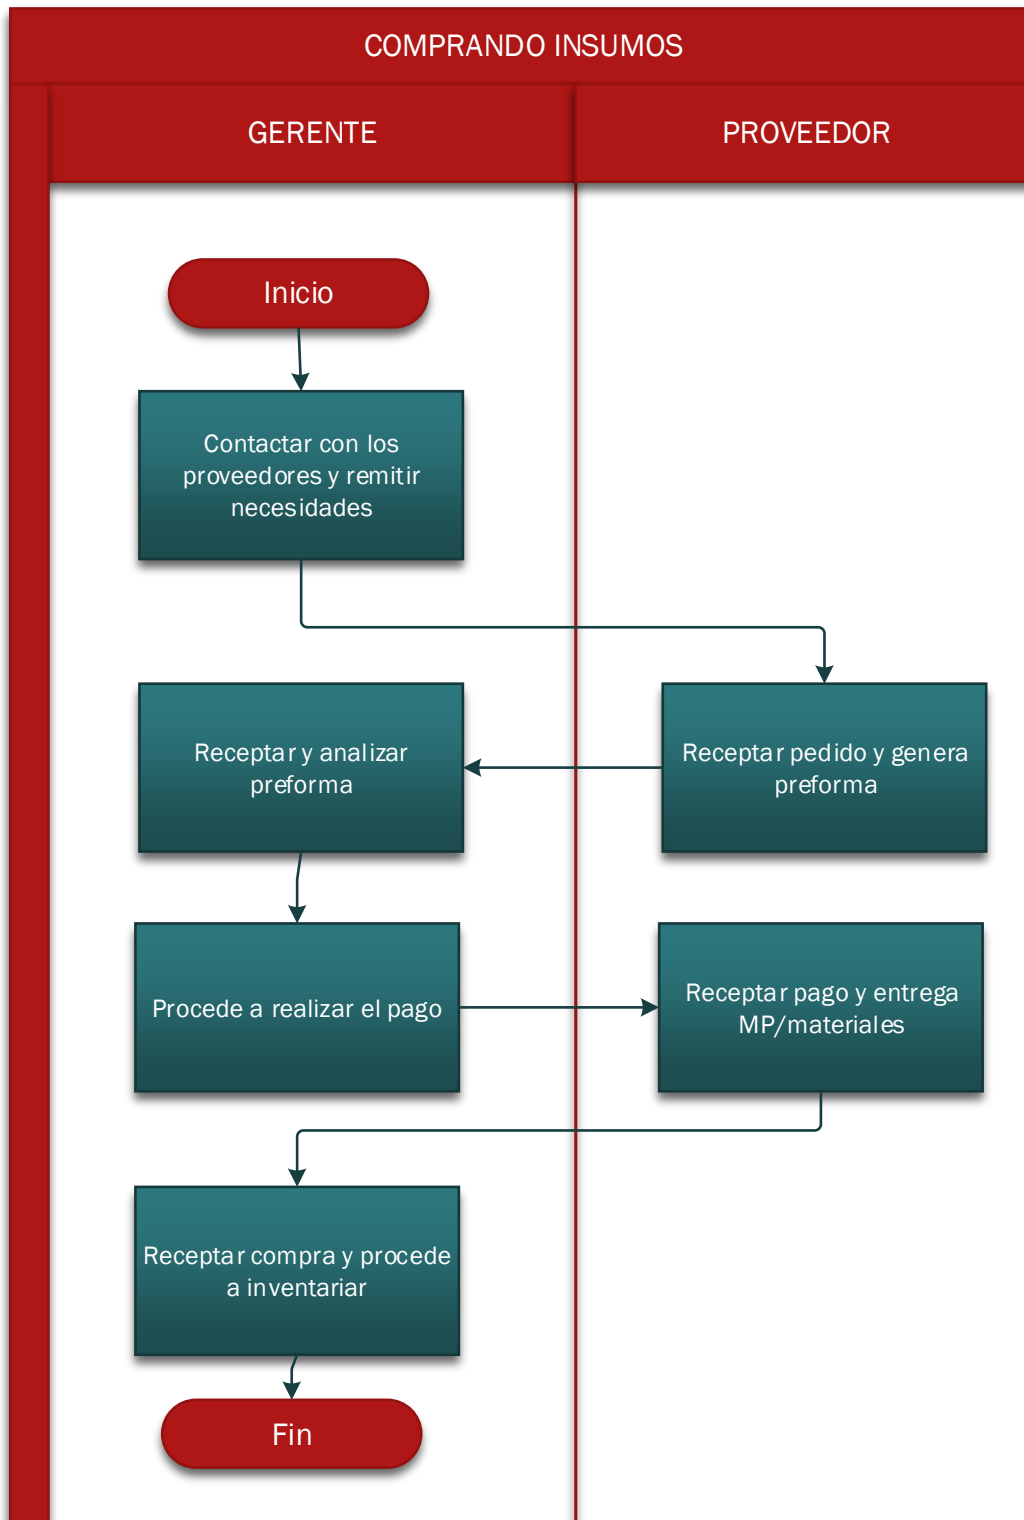 COMPRANDO INSUMOS
GERENTE
PROVEEDOR
Inicio
Contactar con los
proveedores y remitir
necesidades
Receptar y analizar
preforma
Receptar pedido y genera
preforma
Procede a realizar el pago
Receptar pago y entrega
MP/materiales
Receptar compra y procede
a inventariar
Fin